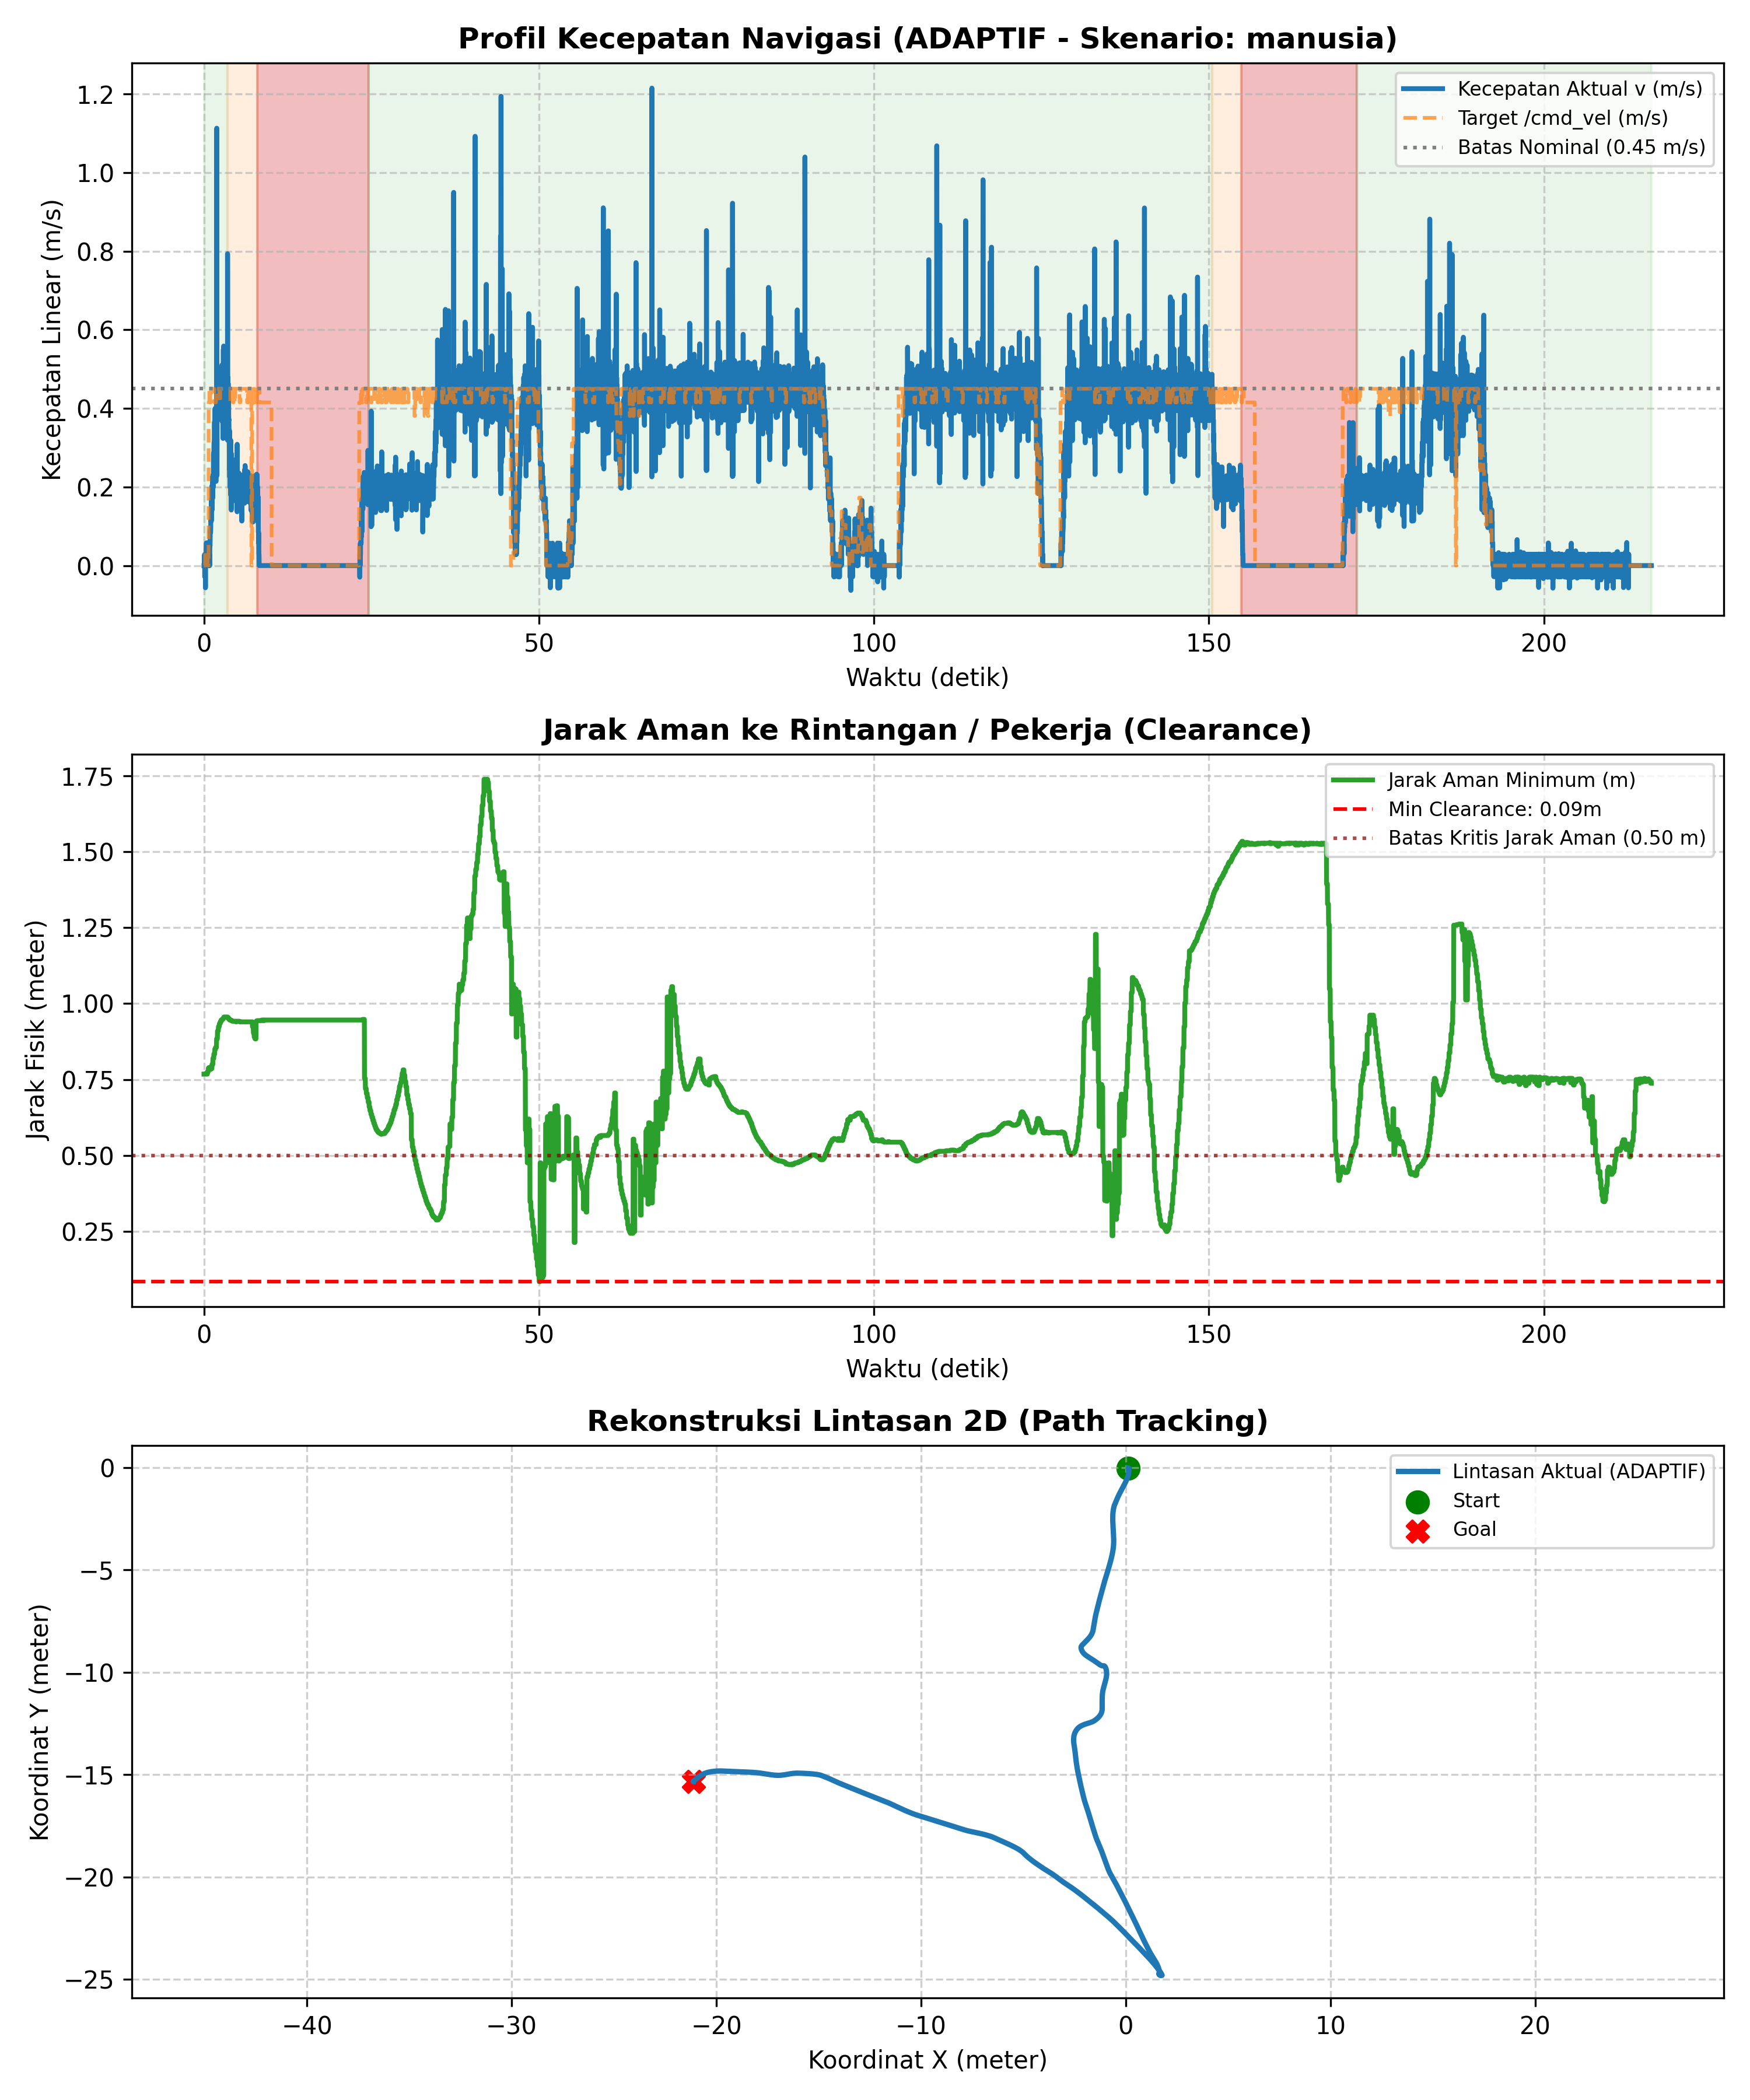 Profil Kecepatan Navigasi (ADAPTIF - Skenario: manusia)
Kecepatan Linear (m/s)
1.2
1.0
0.8
0.6
0.4
0.2
0.0
Kecepatan Aktual v (m/s)
Target /cmd_vel (m/s)
Batas Nominal (0.45 m/s)
0 50 100 150 200
Waktu (detik)
Jarak Aman ke Rintangan / Pekerja (Clearance)
Jarak Fisik (meter)
1.75
1.50
1.25
1.00
0.75
0.50
0.25
Jarak Aman Minimum (m)
Min Clearance: 0.09m
Batas Kritis Jarak Aman (0.50 m)
0 50 100 150 200
Waktu (detik)
Rekonstruksi Lintasan 2D (Path Tracking)
Koordinat Y (meter)
0
−5
−10
−15
−20
−25
Lintasan Aktual (ADAPTIF)
Start
Goal
−40 −30 −20 −10 0 10 20
Koordinat X (meter)